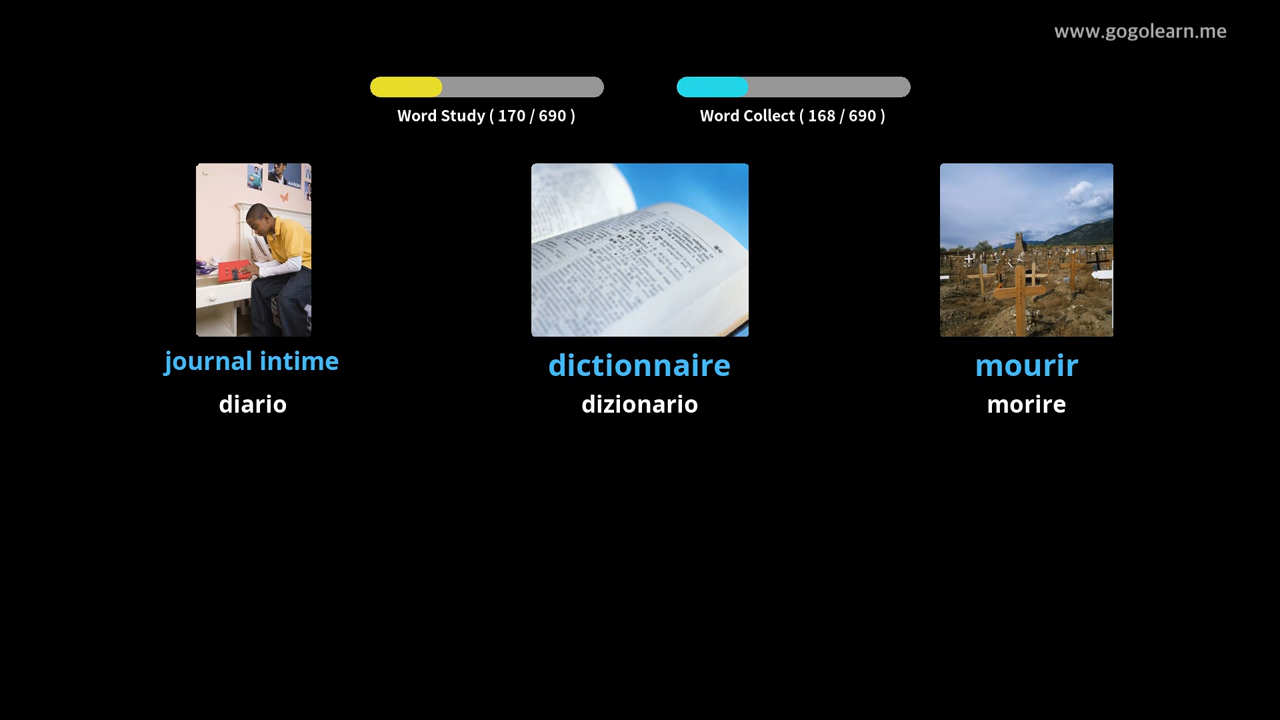 www.gogolearn.me
Word Study ( 170 / 690 )
Word Collect ( 168 / 690 )
journal intime
dictionnaire
mourir
diario
dizionario
morire